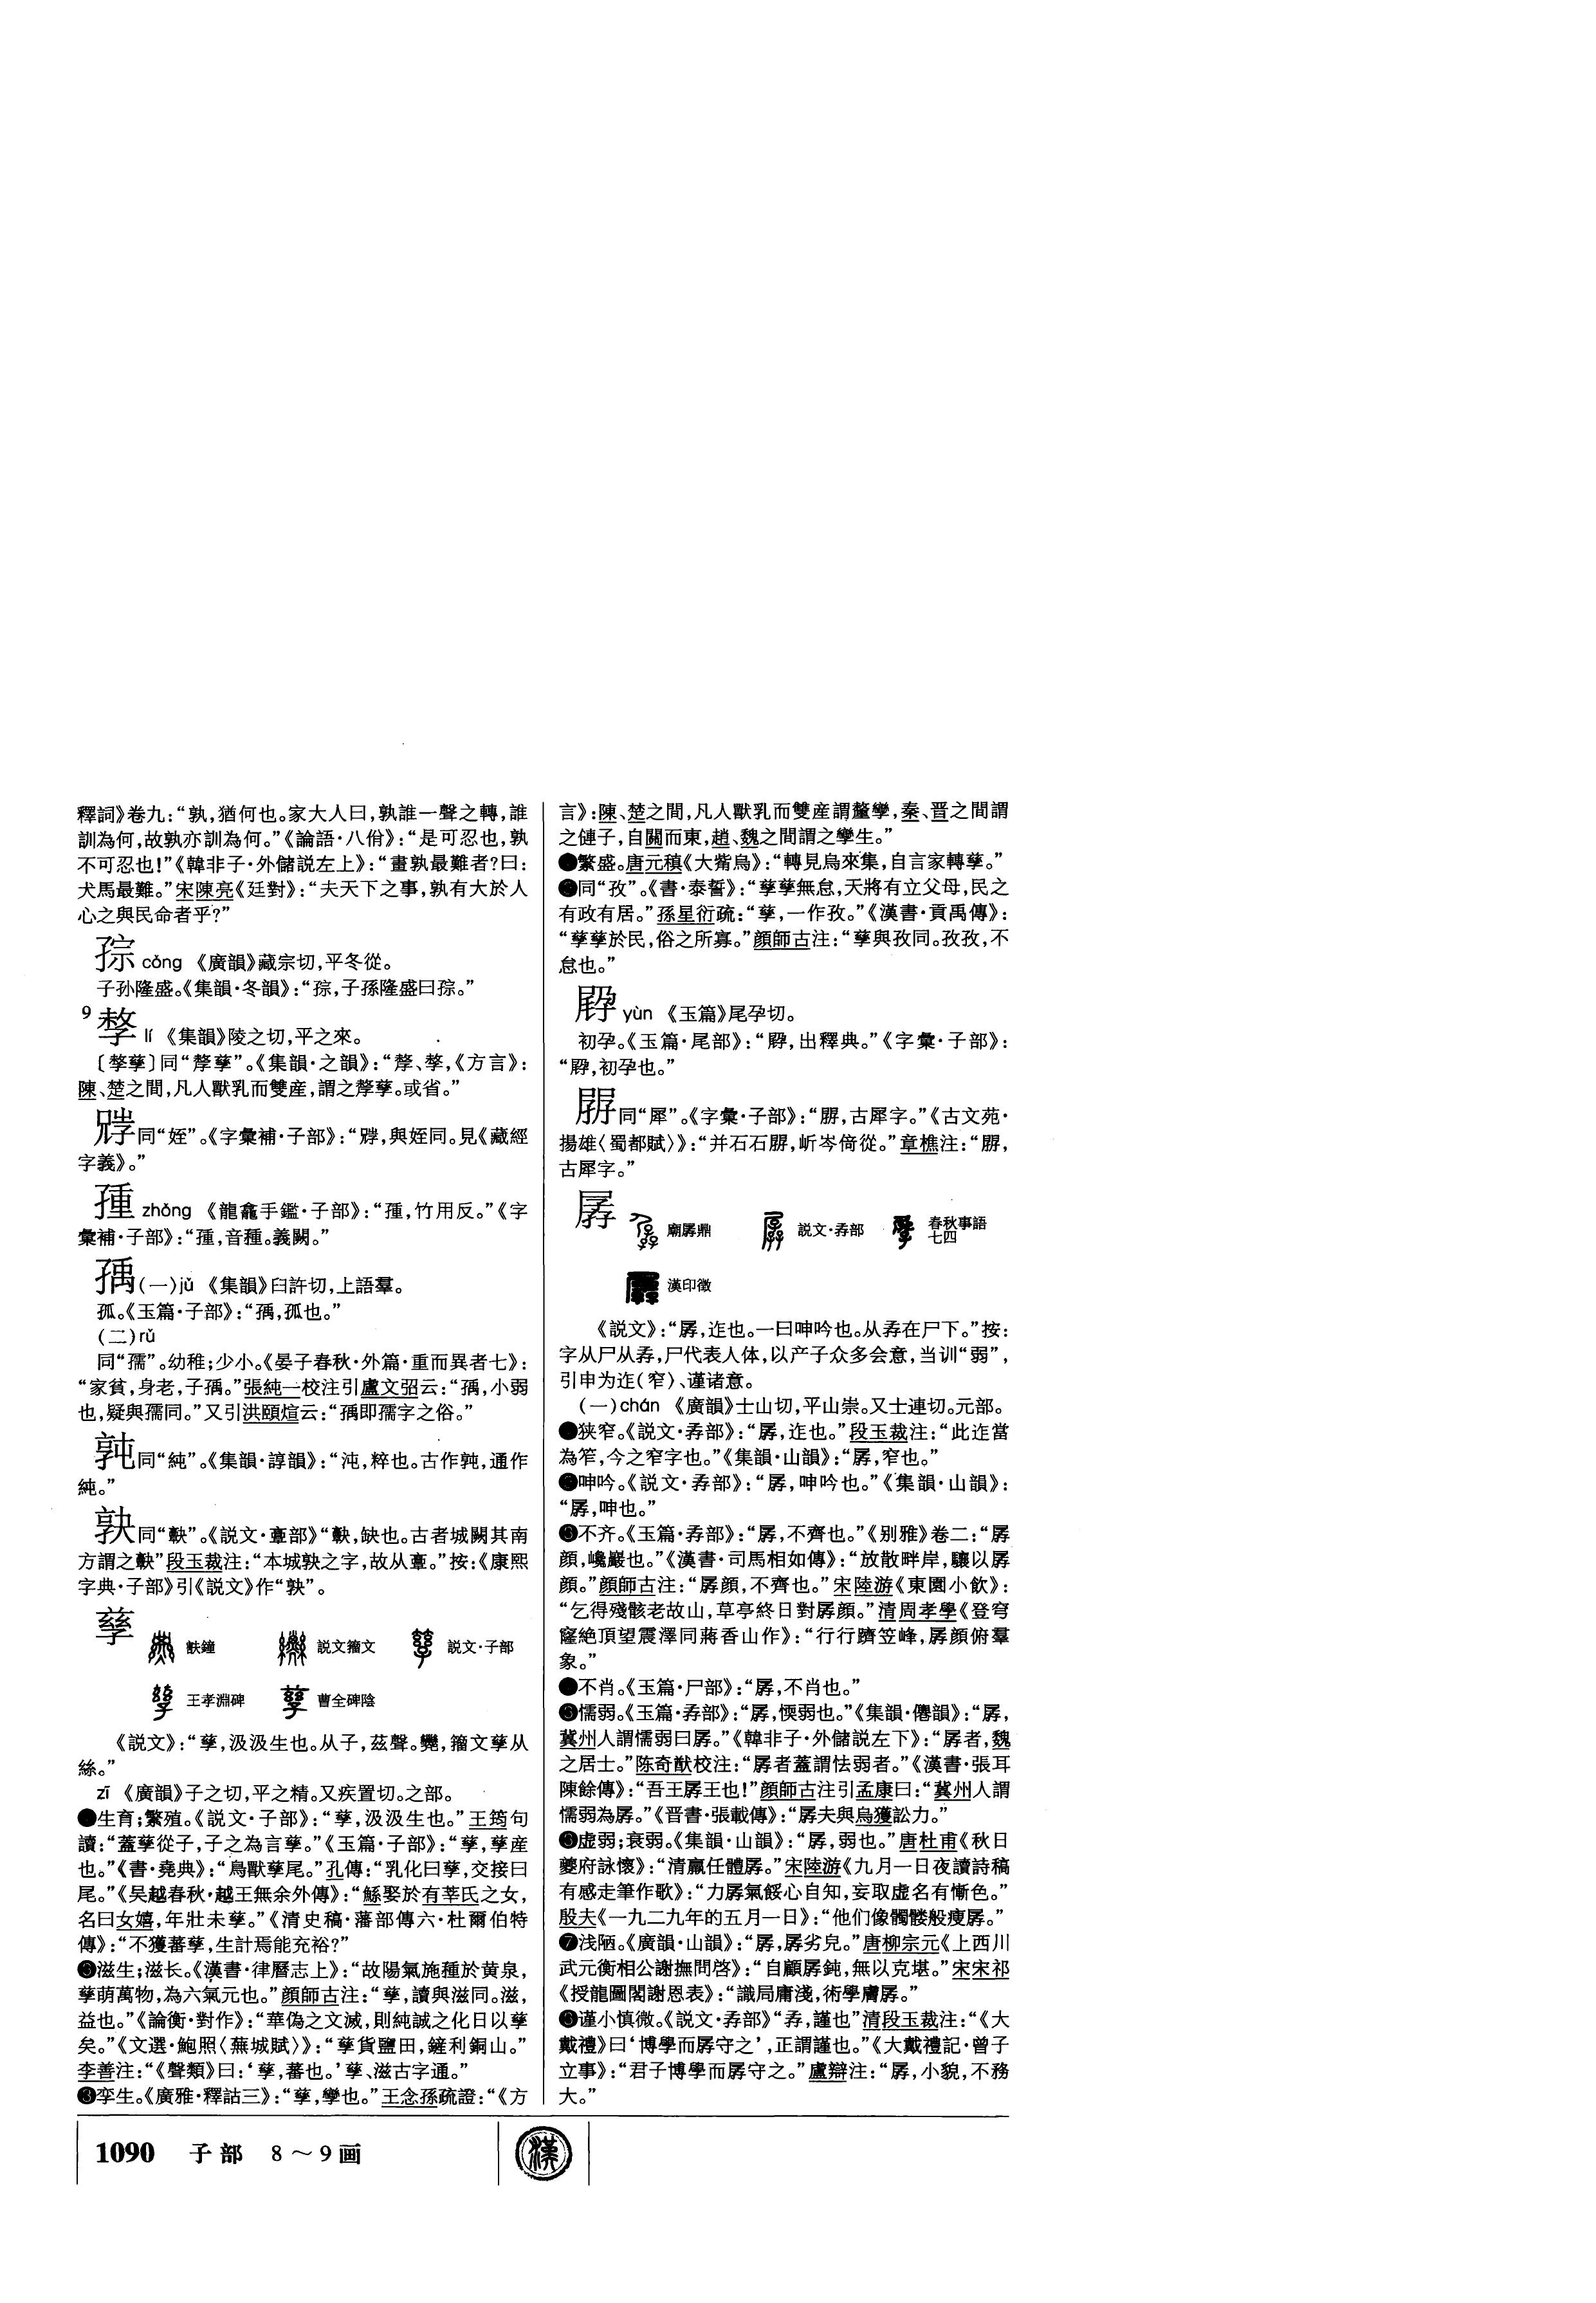 釋詞》卷九：“孰，猶何也。家大人曰，孰誰一聲之轉，誰
訓為何，故孰亦訓為何。”《論語·八佾》：“是可忍也，孰
不可忍也！”《韓非子·外儲説左上》：“畫孰最難者？曰：
犬馬最難。”宋陳亮《廷對》：“夫天下之事，孰有大於人
心之與民命者乎？”
孮 cóng 《廣韻》藏宗切，平冬從。
子孙隆盛。《集韻·冬韻》：“孮，子孫隆盛曰孮。”
9
lí 《集韻》陵之切，平之來。
同“孷孳”。《集韻·之韻》：“孷、《方言》：
陳、楚之間，凡人獸乳而雙産，謂之孷孳。或省。”
同“姪”。《字彙補·子部》：“與姪同。見《藏經
字義》。”
zhǒng 《龍龕手鑑·子部》：“竹用反。”《字
彙補·子部》：“音種。義闕。”
(一)jǔ 《集韻》臼許切，上語羣。
孤。《玉篇·子部》：“孤也。”
(二)rǔ
同“孺”。幼稚；少小。《晏子春秋·外篇·重而異者七》：
“家貧，身老，子”張純一校注引盧文弨云：“小弱
也，疑與孺同。”又引洪頤煊云：“即孺字之俗。”
同“純”。《集韻·諄韻》：“沌，粹也。古作通作
純。”
同《説文·部》缺也。古者城闕其南
方謂之段玉裁注：“本城之字，故从”按：《康熙
字典·子部》引《説文》作
孳
㝬鐘 説文籀文 説文·子部
王孝淵碑 曹全碑陰
《説文》：“孳，汲汲生也。从子，茲聲。籀文孳从
絲。”
zī 《廣韻》子之切，平之精。又疾置切。之部。
●生育；繁殖。《説文·子部》：“孳，汲汲生也。”王筠句
讀：“蓋孳從子，子之為言孳。”《玉篇·子部》：“孳，孳産
也。”《書·堯典》：“鳥獸孳尾。”孔傳：“乳化曰孳，交接曰
尾。”《吴越春秋·越王無余外傳》：“鯀娶於有莘氏之女，
名曰女嬉，年壯未孳。”《清史稿·藩部傳六·杜爾伯特
傳》：“不獲蕃孳，生計焉能充裕？”
滋生；滋长。《漢書·律曆志上》：“故陽氣施種於黄泉，
孳萌萬物，為六氣元也。”顔師古注：“孳，讀與滋同。滋，
益也。”《論衡·對作》：“華偽之文滅，則純誠之化日以孳
矣。”《文選·鮑照〈蕪城賦〉》：“孳貨鹽田，鏟利銅山。”
李善注：“《聲類》曰：‘孳，蕃也。’孳、滋古字通。”
❸孪生。《廣雅·釋詁三》：“孳，孿也。”王念孫疏證：“《方
言》：陳、楚之間，凡人獸乳而雙産謂釐孳，秦、晋之間謂
之僆子，自關而東，趙、魏之間謂之孿生。”
繁盛。唐元稹《大觜烏》：“轉見烏來集，自言家轉孳。”
同“孜”。《書·泰誓》：“孳孳無怠，天將有立父母，民之
有政有居。”孫星衍疏：“孳，一作孜。”《漢書·貢禹傳》：
“孳孳於民，俗之所寡。”顔師古注：“孳與孜同。孜孜，不
怠也。”
yùn 《玉篇》尾孕切。
初孕。《玉篇·尾部》：“出釋典。”《字彙·子部》：
“初孕也。”
同“犀”。《字彙·子部》：“古犀字。”《古文苑·
揚雄〈蜀都賦〉》：“并石石㞕，岓岑倚從。”章樵注：
古犀字。”
孱
廟孱鼎 説文·孨部 春秋事語
七四
漢印徵
《説文》：“孱，迮也。一曰呻吟也。从孨在尸下。”按：
字从尸从孨，尸代表人体，以产子众多会意，当训“弱”，
引申为迮（窄）、谨诸意。
(一)chán 《廣韻》士山切，平山崇。又士連切。元部。
●狭窄。《説文·孨部》：“孱，迮也。”段玉裁注：“此迮當
為笮，今之窄字也。”《集韻·山韻》：“孱，窄也。”
呻吟。《説文·孨部》：“孱，呻吟也。”《集韻·山韻》：
“孱，呻也。”
❸不齐。《玉篇·孨部》：“孱，不齊也。”《别雅》卷二：“孱
顔，巉巖也。”《漢書·司馬相如傳》：“放散畔岸，驤以孱
顔。”顔師古注：“孱顔，不齊也。”宋陸游《東園小飲》：
“乞得殘骸老故山，草亭終日對孱顔。”清周孝學《登穹
窿絶頂望震澤同蔣香山作》：“行行躋笠峰，孱顔俯羣
象。”
不肖。《玉篇·尸部》：“孱，不肖也。”
懦弱。《玉篇·孨部》：“孱，愞弱也。”《集韻·僊韻》：“孱，
冀州人謂懦弱曰孱。”《韓非子·外儲説左下》：“孱者，魏
之居士。”陈奇猷校注：“孱者蓋謂怯弱者。”《漢書·張耳
陳餘傳》：“吾王孱王也！”顔師古注引孟康曰：“冀州人謂
懦弱為孱。”《晋書·張載傳》：“孱夫與烏獲訟力。”
虚弱；衰弱。《集韻·山韻》：“孱，弱也。”唐杜甫《秋日
夔府詠懷》：“清羸任體孱。”宋陸游《九月一日夜讀詩稿
有感走筆作歌》：“力孱氣餒心自知，妄取虚名有慚色。”
殷夫《一九二九年的五月一日》：“他们像髑髅般瘦孱。”
❼浅陋。《廣韻·山韻》：“孱，孱劣皃。”唐柳宗元《上西川
武元衡相公謝撫問啓》：“自顧孱鈍，無以克堪。”宋宋祁
《授龍圖閣謝恩表》：“識局庸淺，術學膚孱。”
谨小慎微。《説文·孨部》“孨，謹也”清段玉裁注：“《大
戴禮》曰‘博學而孱守之’，正謂謹也。”《大戴禮記·曾子
立事》：“君子博學而孱守之。”盧辯注：“孱，小貌，不務
大。”
1090 子部 8～9画
漢